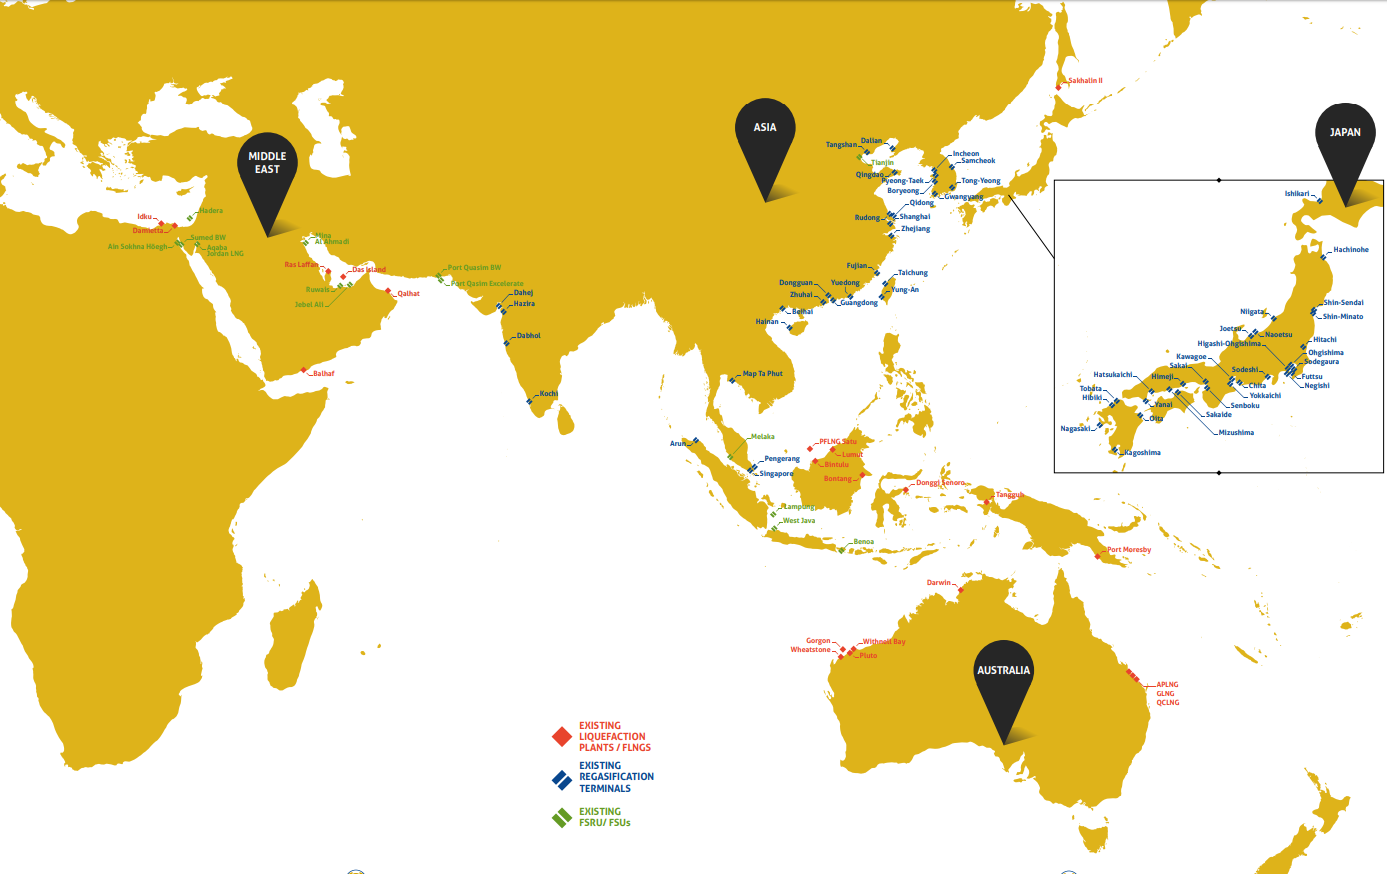 Sakhalin II
ASIA
JAPAN
MIDDLE
EAST
Dalian
Tangshan
Tianjin
Qingdao
Incheon
Samcheok
Pyeong-Taek
Tong-Yeong
Boryeong
Gwangyang
Qidong
Rudong
Shanghai
Zhejiang
Ishikari
Hadera
Idku
Damietta
Sumed BW
Ain Sokhna Höegh
Aqaba
Jordan LNG
Mina
Al Ahmadi
Hachinohe
Ras Laffan
Das Island
Ruwais
Jebel Ali
Qalhat
Port Quasim BW
Port Qasim Excelerate
Dahej
Hazira
Dabhol
Kochi
Balhaf
Fujian
Taichung
Dongguan
Yuedong
Yung-An
Zhuhai
Guangdong
Beihai
Hainan
Shin-Sendai
Shin-Minato
Niigata
Joetsu
Naoetsu
Higashi-Ohgishima
Hitachi
Ohgishima
Sodegaura
Kawagoe
Sakai
Sodeshi
Futtsu
Negishi
Hatsukaichi
Himeji
Chita
Yokkaichi
Tobata
Hibiki
Yanai
Senboku
Oita
Sakaide
Nagasaki
Mizushima
Kagoshima
Map Ta Phut
Arun
Melaka
Pengerang
Singapore
PFLNG Satu
Lumut
Bintulu
Bontang
Donggi Senoro
Tangguh
Lampung
West Java
Benoa
Port Moresby
Darwin
Gorgon
Withnell Bay
Wheatstone
Pluto
AUSTRALIA
APLNG
GLNG
QCLNG
EXISTING
LIQUEFACTION
PLANTS / FLNGS
EXISTING
REGASIFICATION
TERMINALS
EXISTING
FSRU/ FSUs